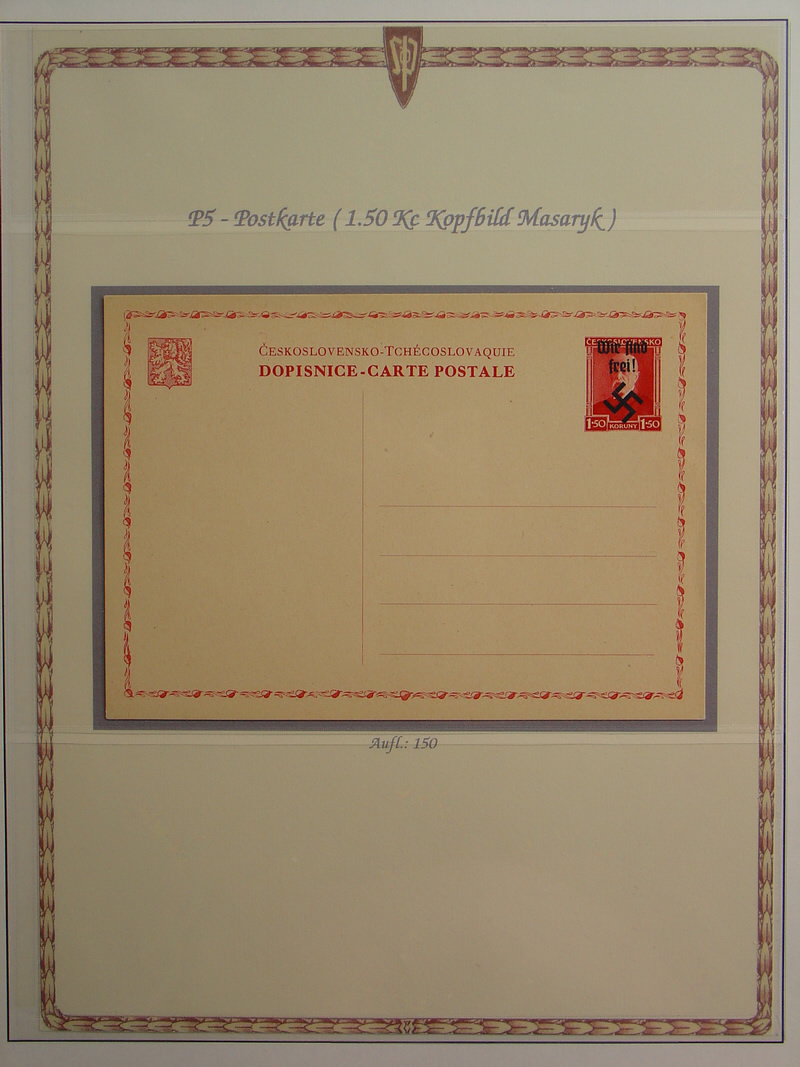 SdP
P5 - Postkarte ( 1.50 Kc Kopfbild Masaryk )
ČESKOSLOVENSKO-TCHÉCOSLOVAQUIE
DOPISNICE-CARTE POSTALE
ČESKOSLOVENSKO
Wir sind
frei!
1·50 KORUNY 1·50
Aufl.: 150